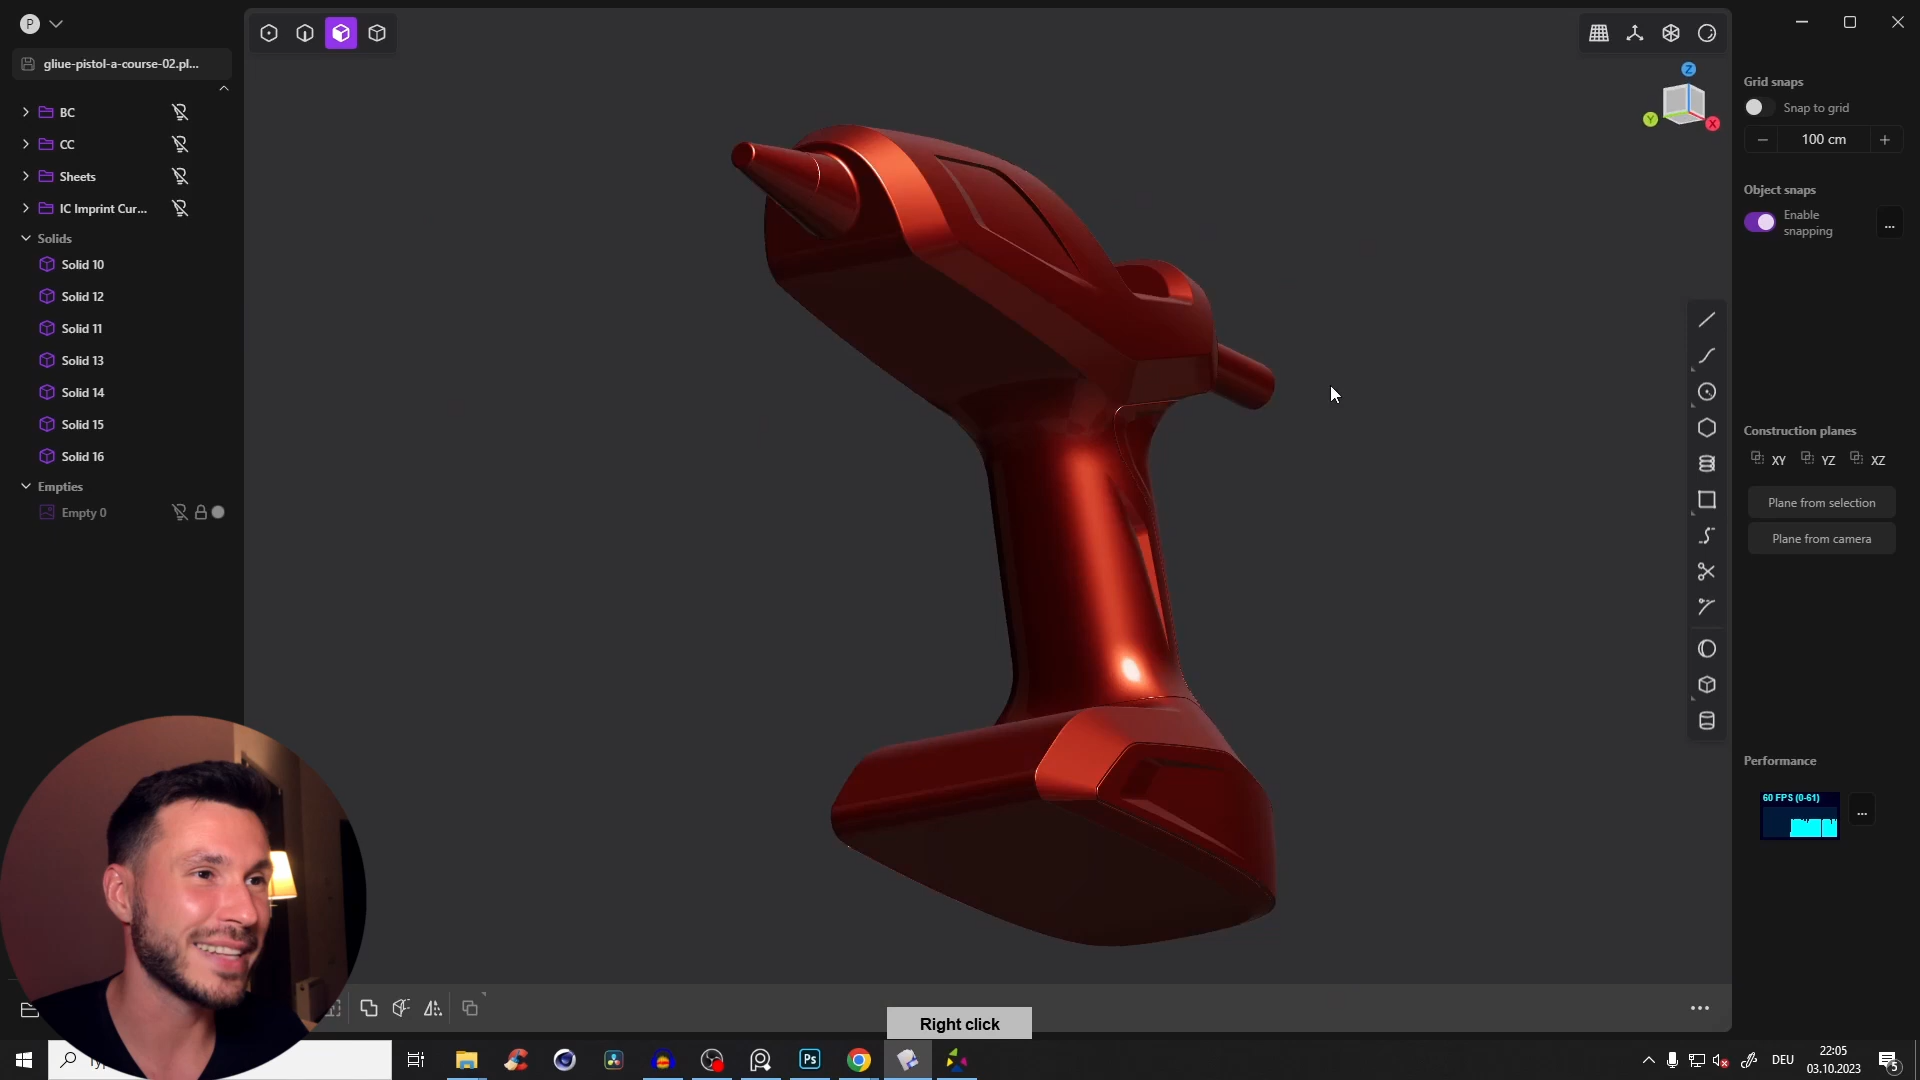 P
gliue-pistol-a-course-02.pl...
BC
CC
Sheets
IC Imprint Cur...
Solids
Solid 10
Solid 12
Solid 11
Solid 13
Solid 14
Solid 15
Solid 16
Empties
Empty 0
Z
Y
X
Grid snaps
Snap to grid
100 cm
Object snaps
Enable
snapping
...
Construction planes
XY YZ XZ
Plane from selection
Plane from camera
Performance
60 FPS (0-61)
...
Right click
Ps
DEU
22:05
03.10.2023
5